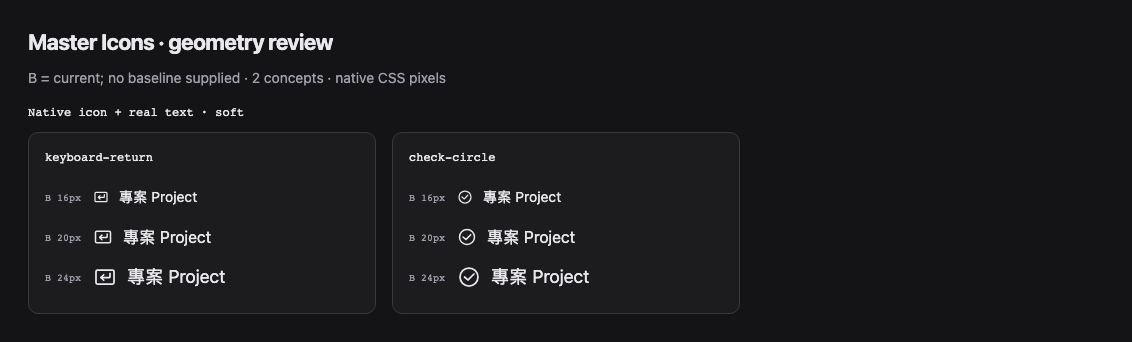 Master Icons · geometry review
B = current; no baseline supplied · 2 concepts · native CSS pixels
Native icon + real text · soft
keyboard-return
B 16px 專案 Project
B 20px 專案 Project
B 24px 專案 Project
check-circle
B 16px 專案 Project
B 20px 專案 Project
B 24px 專案 Project